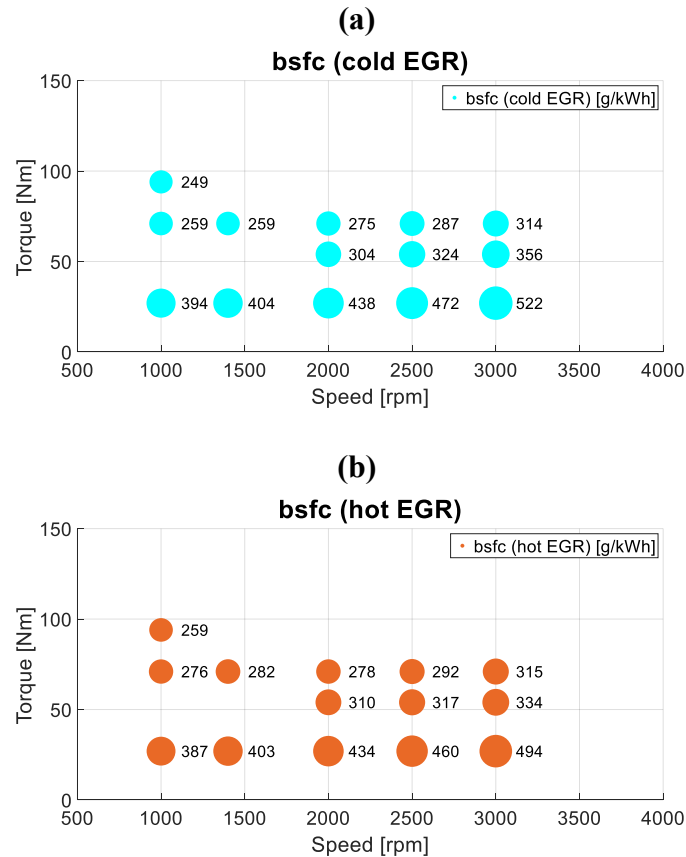 (a)
bsfc (cold EGR)
bsfc (cold EGR) [g/kWh]
150
100
50
0
Torque [Nm]
249
259 259 275 287 314
304 324 356
394 404 438 472 522
500 1000 1500 2000 2500 3000 3500 4000
Speed [rpm]
(b)
bsfc (hot EGR)
bsfc (hot EGR) [g/kWh]
150
100
50
0
Torque [Nm]
259
276 282 278 292 315
310 317 334
387 403 434 460 494
500 1000 1500 2000 2500 3000 3500 4000
Speed [rpm]